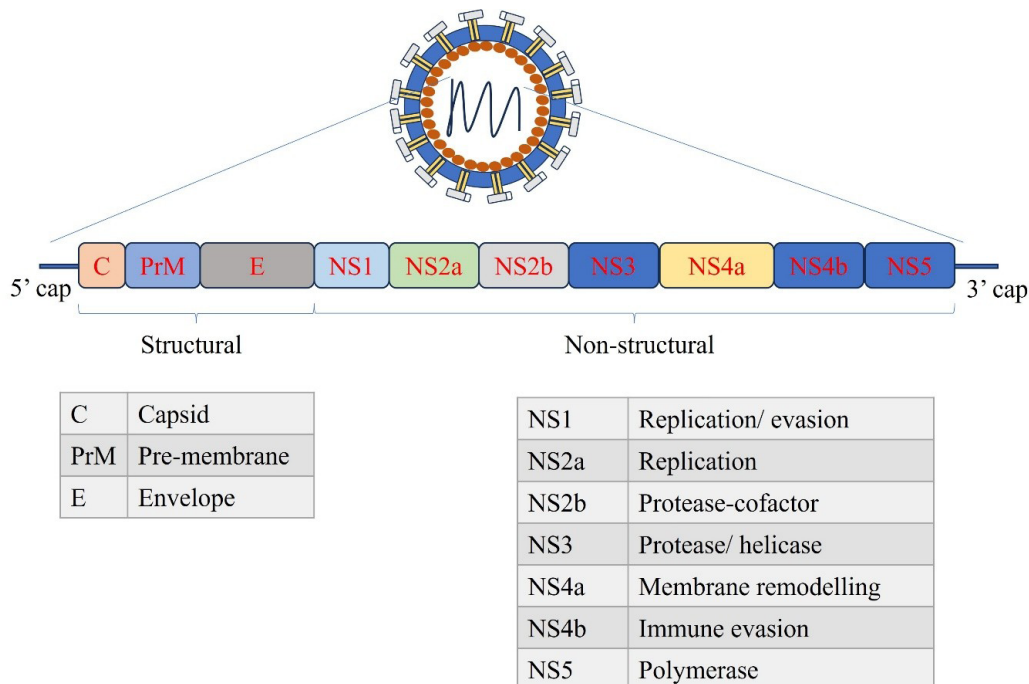 C PrM E NS1 NS2a NS2b NS3 NS4a NS4b NS5
5’ cap 3’ cap
Structural Non-structural
C Capsid
PrM Pre-membrane
E Envelope
NS1 Replication/ evasion
NS2a Replication
NS2b Protease-cofactor
NS3 Protease/ helicase
NS4a Membrane remodelling
NS4b Immune evasion
NS5 Polymerase